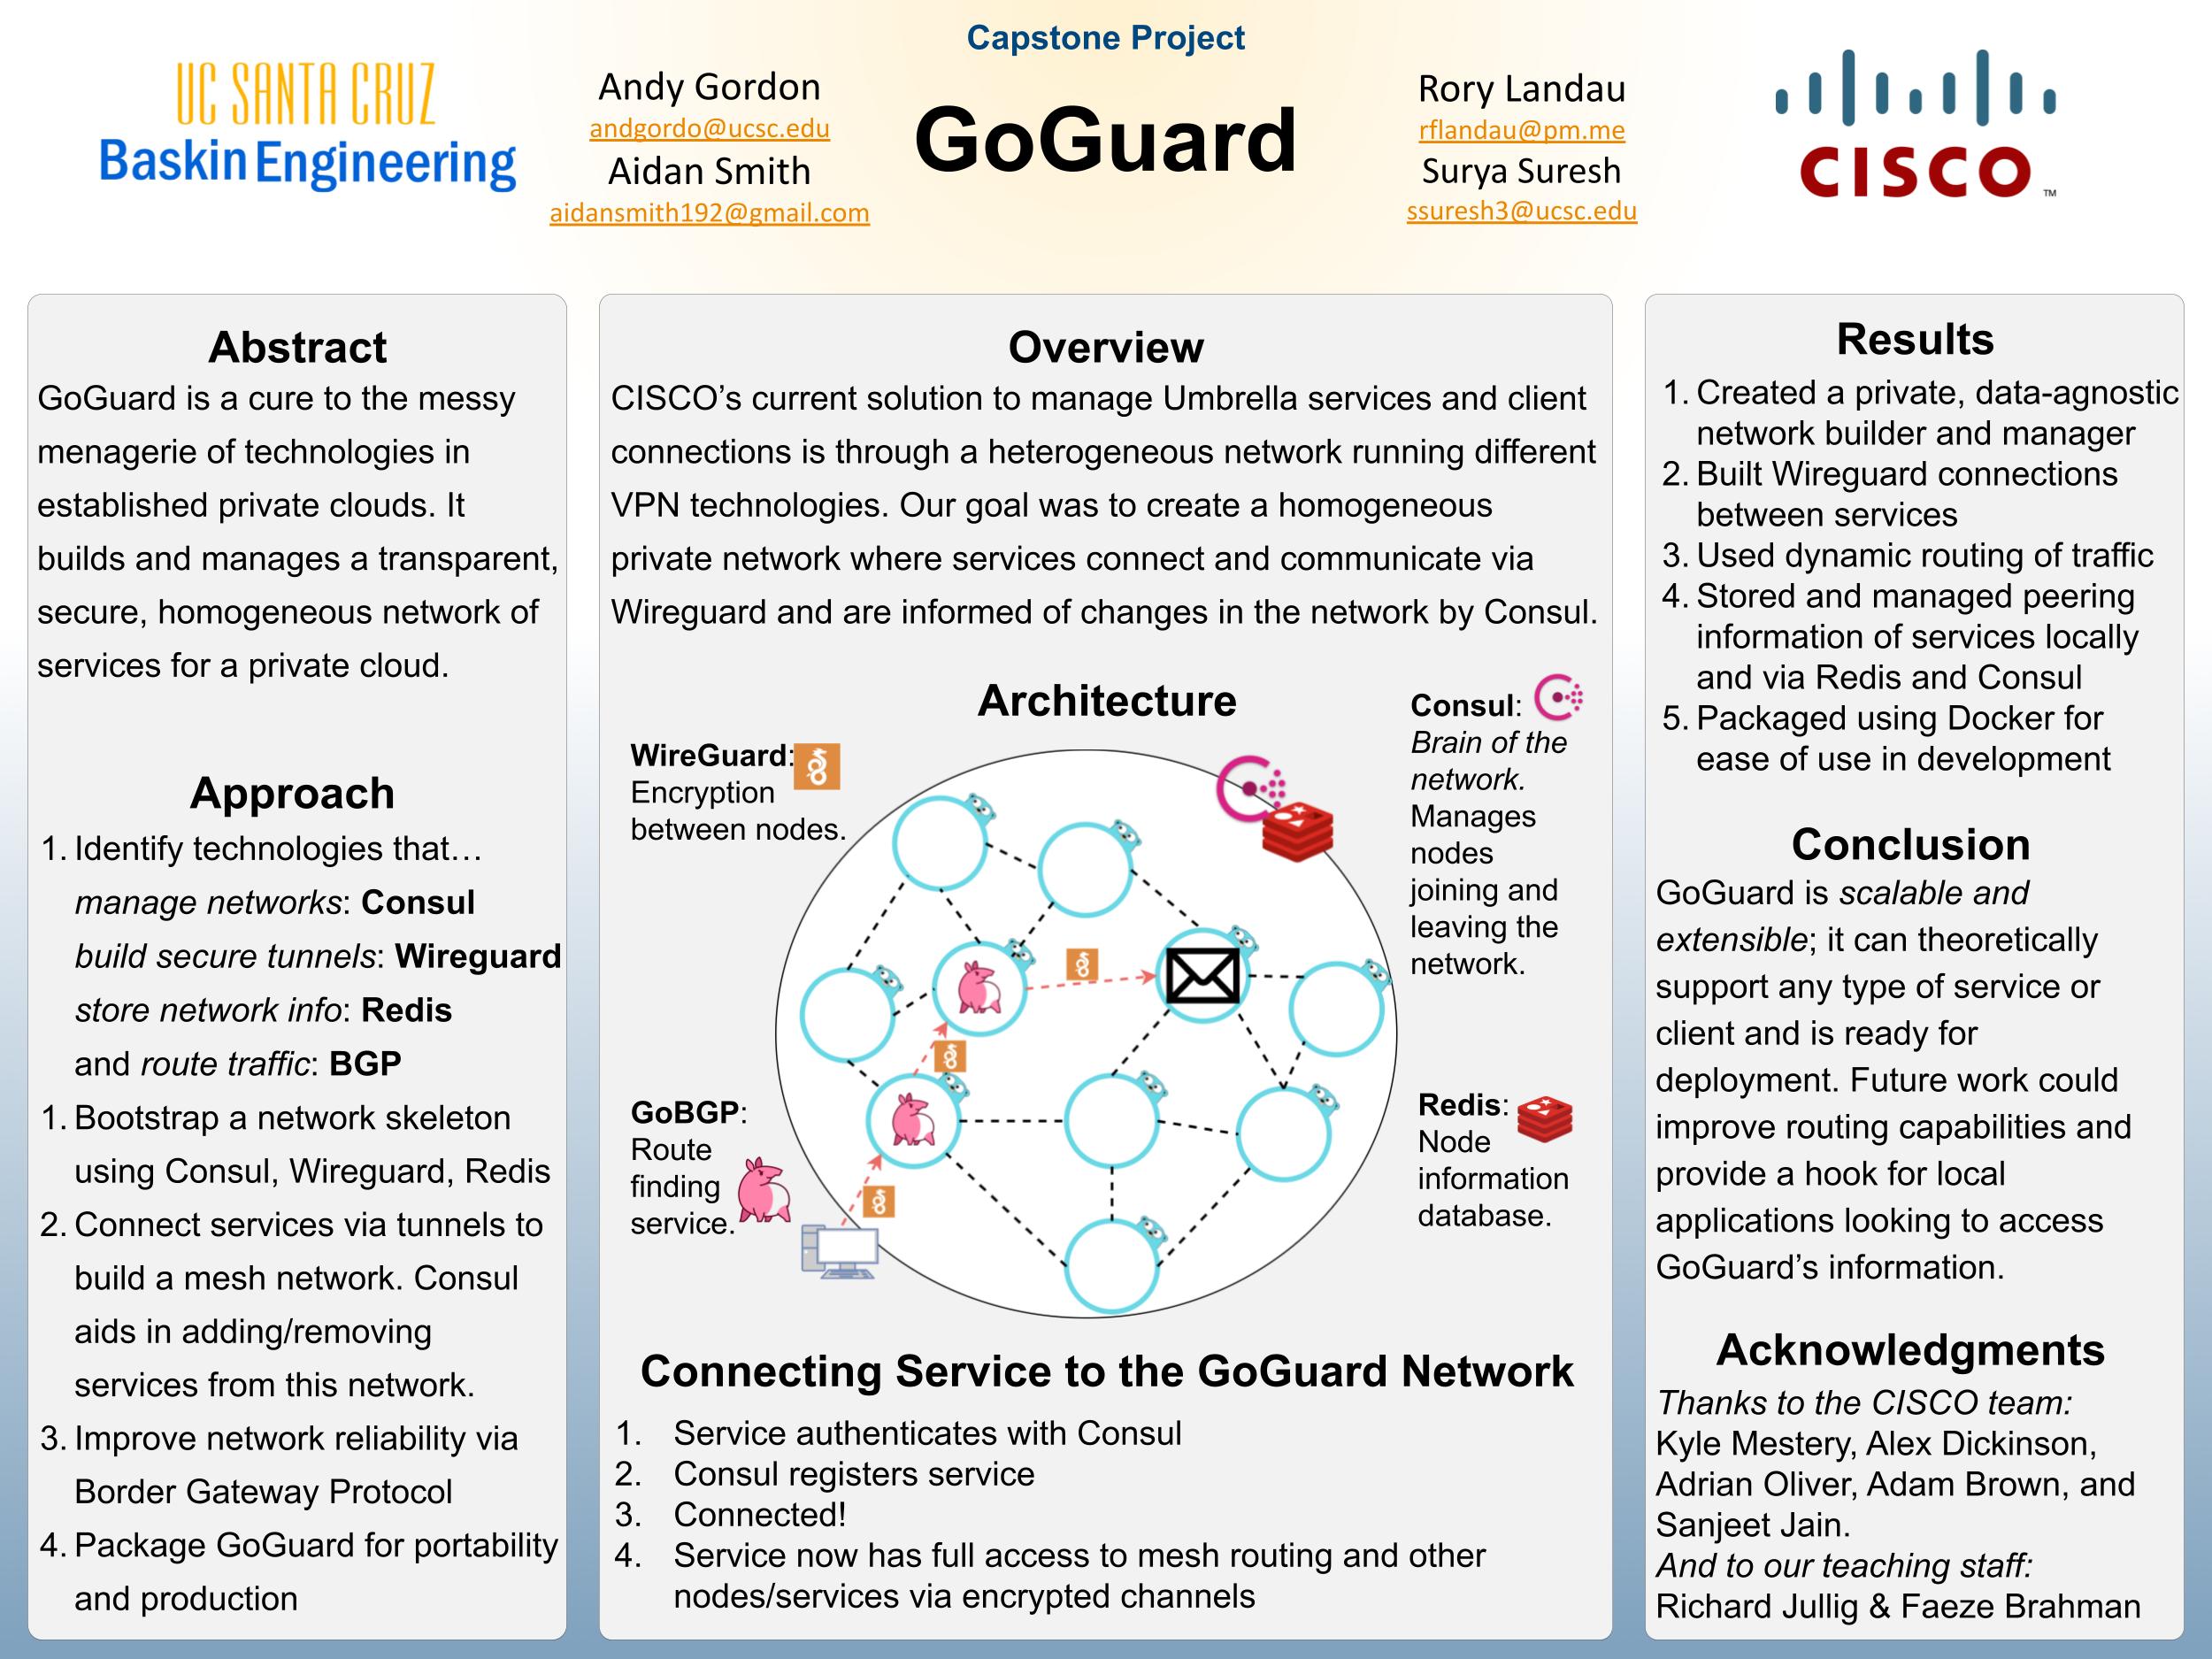 Capstone Project
UC SANTA CRUZ
Baskin Engineering
Andy Gordon
andgordo@ucsc.edu
Aidan Smith
aidansmith192@gmail.com
GoGuard
Rory Landau
rflandau@pm.me
Surya Suresh
ssuresh3@ucsc.edu
CISCO™
Abstract
GoGuard is a cure to the messy
menagerie of technologies in
established private clouds. It
builds and manages a transparent,
secure, homogeneous network of
services for a private cloud.
Approach
1. Identify technologies that…
manage networks: Consul
build secure tunnels: Wireguard
store network info: Redis
and route traffic: BGP
1. Bootstrap a network skeleton
using Consul, Wireguard, Redis
2. Connect services via tunnels to
build a mesh network. Consul
aids in adding/removing
services from this network.
3. Improve network reliability via
Border Gateway Protocol
4. Package GoGuard for portability
and production
Overview
CISCO’s current solution to manage Umbrella services and client
connections is through a heterogeneous network running different
VPN technologies. Our goal was to create a homogeneous
private network where services connect and communicate via
Wireguard and are informed of changes in the network by Consul.
Architecture
WireGuard:
Encryption
between nodes.
Consul:
Brain of the
network.
Manages
nodes
joining and
leaving the
network.
GoBGP:
Route
finding
service.
Redis:
Node
information
database.
Connecting Service to the GoGuard Network
1. Service authenticates with Consul
2. Consul registers service
3. Connected!
4. Service now has full access to mesh routing and other
nodes/services via encrypted channels
Results
1. Created a private, data-agnostic
network builder and manager
2. Built Wireguard connections
between services
3. Used dynamic routing of traffic
4. Stored and managed peering
information of services locally
and via Redis and Consul
5. Packaged using Docker for
ease of use in development
Conclusion
GoGuard is scalable and
extensible; it can theoretically
support any type of service or
client and is ready for
deployment. Future work could
improve routing capabilities and
provide a hook for local
applications looking to access
GoGuard’s information.
Acknowledgments
Thanks to the CISCO team:
Kyle Mestery, Alex Dickinson,
Adrian Oliver, Adam Brown, and
Sanjeet Jain.
And to our teaching staff:
Richard Jullig & Faeze Brahman